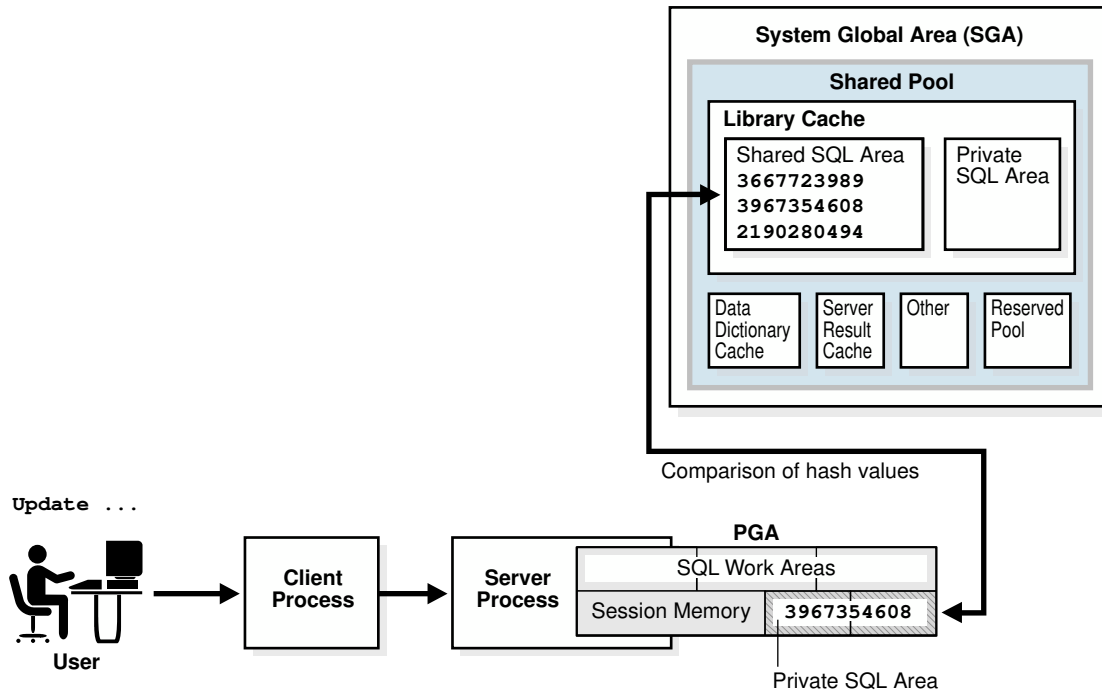 System Global Area (SGA)
Shared Pool
Library Cache
Shared SQL Area
3667723989
3967354608
2190280494
Private
SQL Area
Data
Dictionary
Cache
Server
Result
Cache
Other
Reserved
Pool
Comparison of hash values
Update ...
User
Client
Process
Server
Process
PGA
SQL Work Areas
Session Memory
3967354608
Private SQL Area